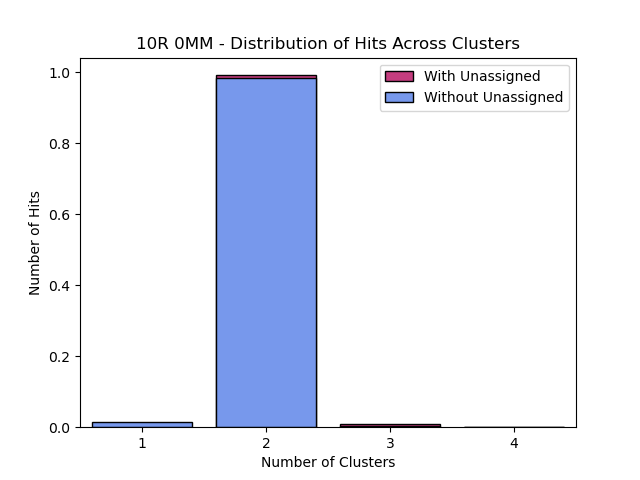 10R 0MM - Distribution of Hits Across Clusters
With Unassigned
Without Unassigned
Number of Hits
1.0
0.8
0.6
0.4
0.2
0.0
1 2 3 4
Number of Clusters